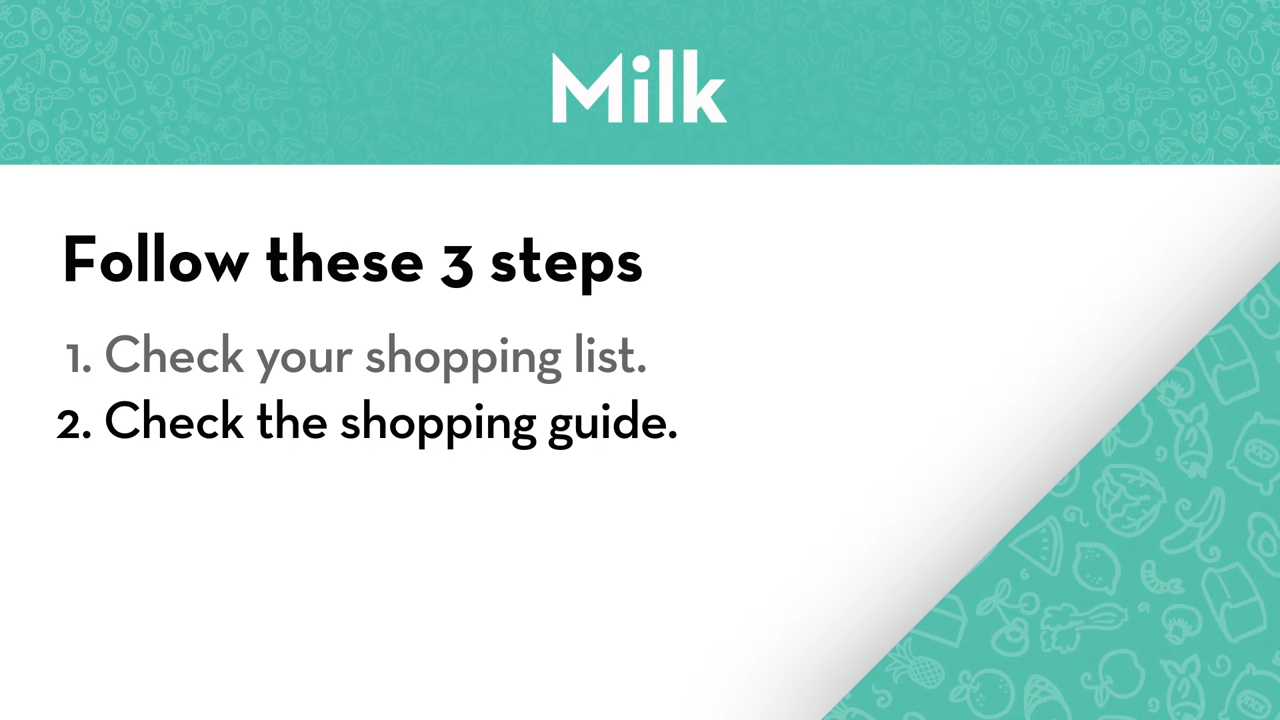 Milk
Follow these 3 steps
1. Check your shopping list.
2. Check the shopping guide.